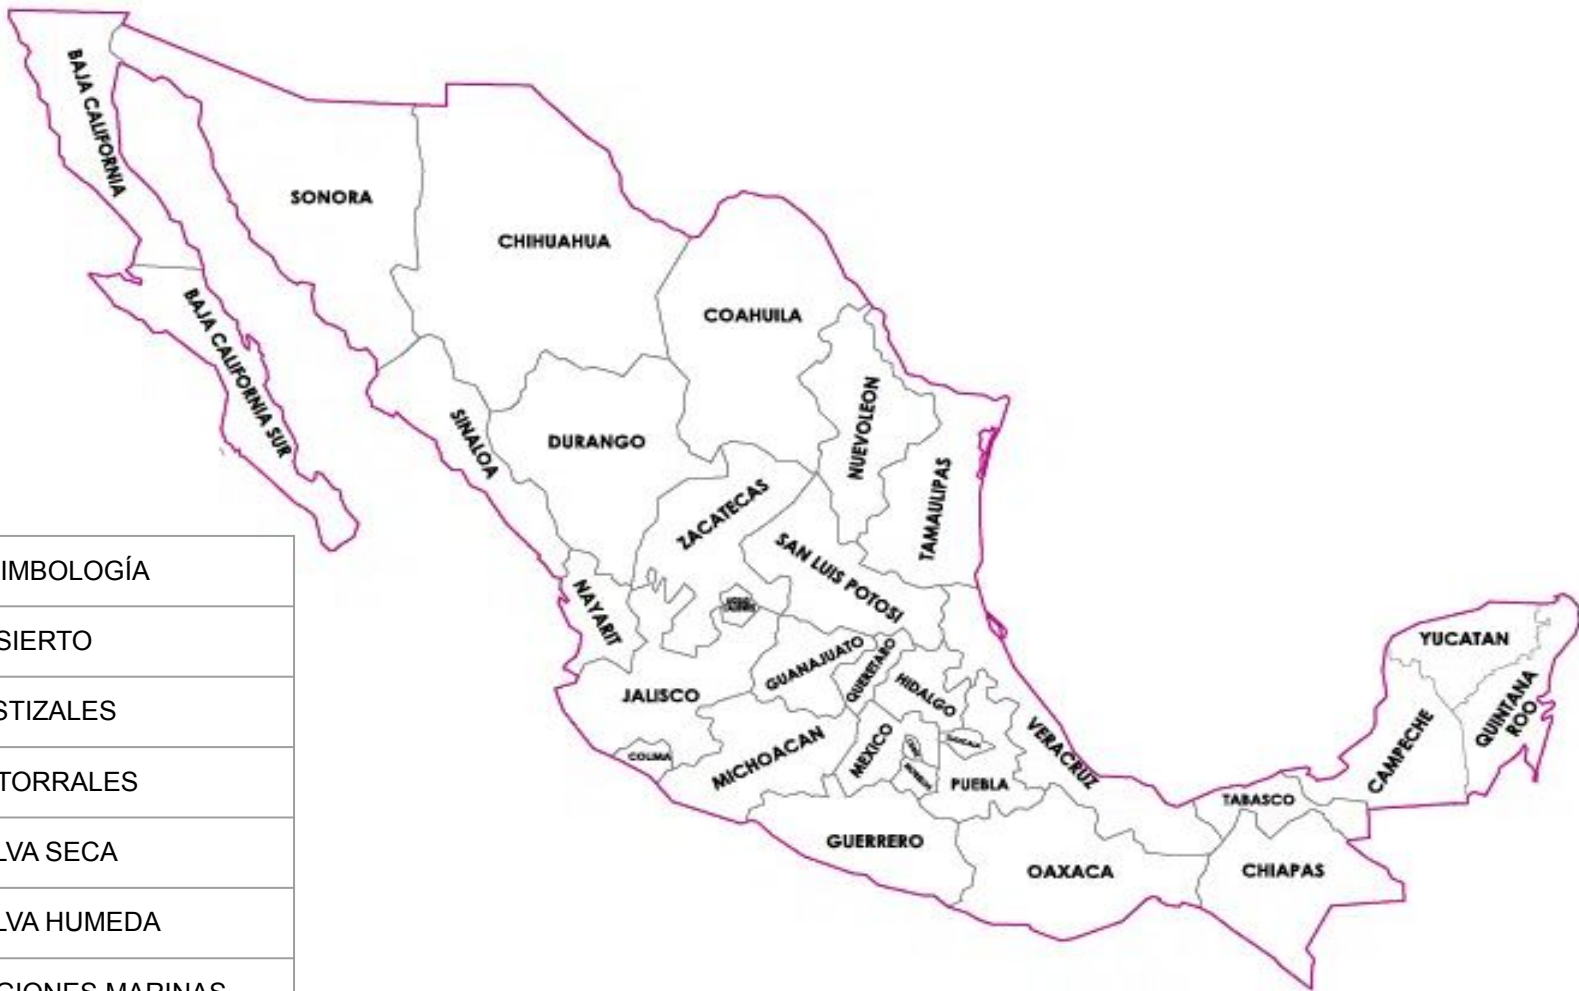 BAJA CALIFORNIA
SONORA
CHIHUAHUA
COAHUILA
BAJA CALIFORNIA SUR
SINALOA
DURANGO
NUEVOLEON
TAMAULIPAS
ZACATECAS
SAN LUIS POTOSI
NAYARIT
JALISCO
GUANAJUATO
QUERETARO
HIDALGO
COLIMA
MICHOACAN
MEXICO
PUEBLA
VERACRUZ
GUERRERO
OAXACA
TABASCO
CHIAPAS
CAMPECHE
YUCATAN
QUINTANA
ROO
IMBOLOGÍA
SIERTO
STIZALES
TORRALES
LVA SECA
LVA HUMEDA
GIONES MARINAS